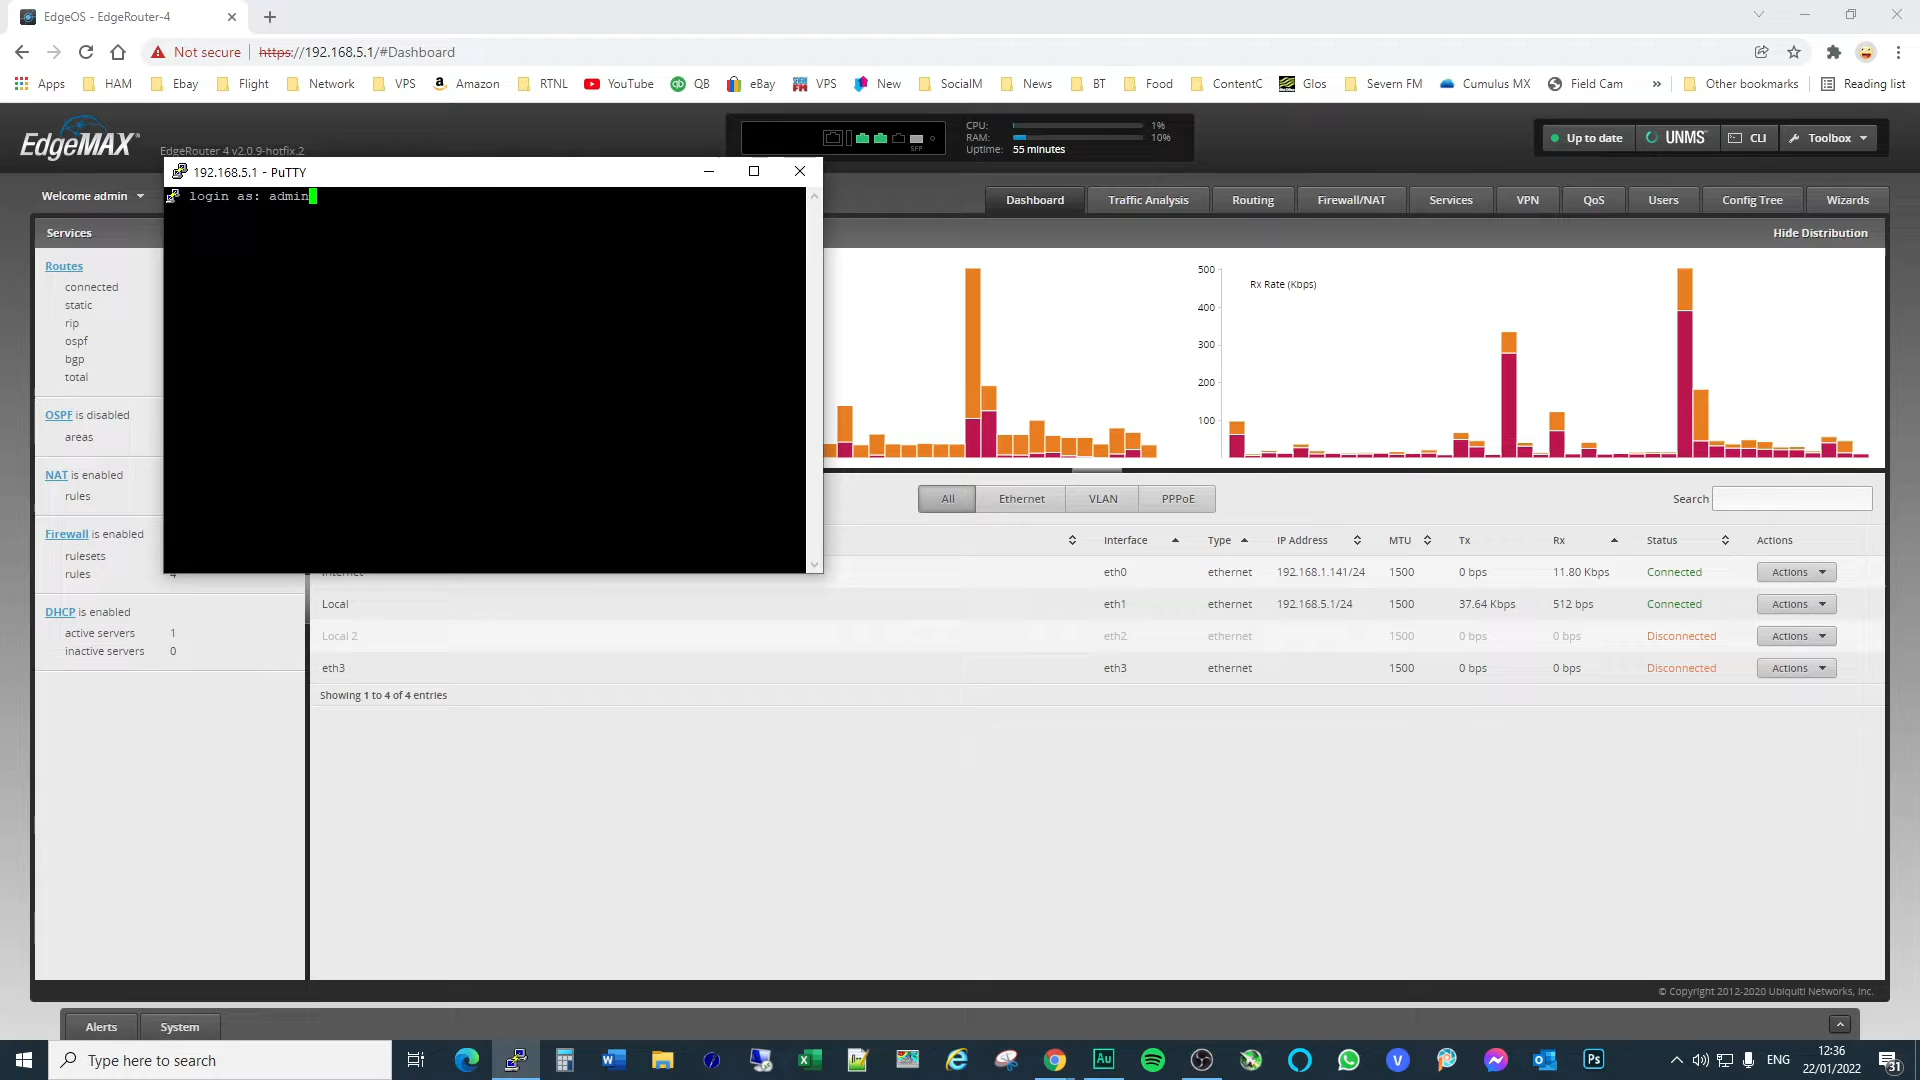 EdgeOS - EdgeRouter-4
Not secure https://192.168.5.1/#Dashboard
Apps HAM Ebay Flight Network VPS Amazon RTNL YouTube QB eBay VPS New SocialM News BT Food ContentC Glos Severn FM Cumulus MX Field Cam » Other bookmarks Reading list
EdgeMAX
EdgeRouter 4 v2.0.9-hotfix.2
SFP
CPU: 1%
RAM: 10%
Uptime: 55 minutes
Up to date UNMS CLI Toolbox
192.168.5.1 - PuTTY
login as: admin
Welcome admin
Dashboard Traffic Analysis Routing Firewall/NAT Services VPN QoS Users Config Tree Wizards
Services
Hide Distribution
Routes
connected
static
rip
ospf
bgp
total
OSPF is disabled
areas
NAT is enabled
rules
Firewall is enabled
rulesets
rules 4
DHCP is enabled
active servers 1
inactive servers 0
500
400
300
200
100
Rx Rate (Kbps)
All Ethernet VLAN PPPoE
Search
Interface Type IP Address MTU Tx Rx Status Actions
Internet eth0 ethernet 192.168.1.141/24 1500 0 bps 11.80 Kbps Connected Actions
Local eth1 ethernet 192.168.5.1/24 1500 37.64 Kbps 512 bps Connected Actions
Local 2 eth2 ethernet 1500 0 bps 0 bps Disconnected Actions
eth3 eth3 ethernet 1500 0 bps 0 bps Disconnected Actions
Showing 1 to 4 of 4 entries
© Copyright 2012-2020 Ubiquiti Networks, Inc.
Alerts System
Type here to search
W X Au V Ps
ENG
12:36
22/01/2022
31